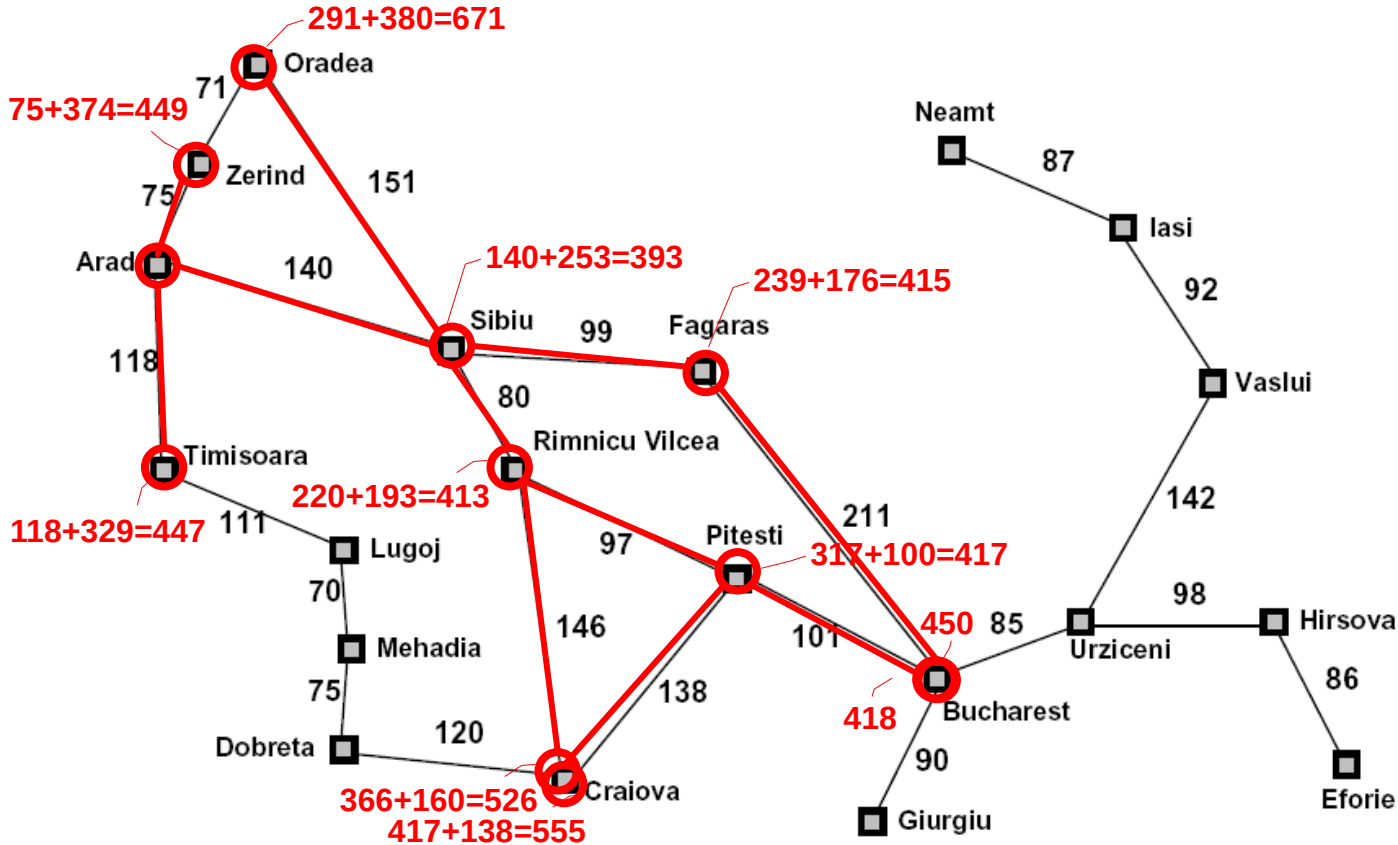 291+380=671
Oradea
71
75+374=449
Neamt
87
Zerind
151
75
Iasi
Arad
140
140+253=393
239+176=415
92
Sibiu
99
Fagaras
118
80
Vaslui
Rimnicu Vilcea
Timisoara
220+193=413
142
118+329=447
111
211
Pitesti
97
317+100=417
Lugoj
70
98
Hirsova
146
101
450
85
Mehadia
Urziceni
75
138
86
418
Bucharest
120
Dobreta
90
366+160=526
Craiova
Eforie
417+138=555
Giurgiu